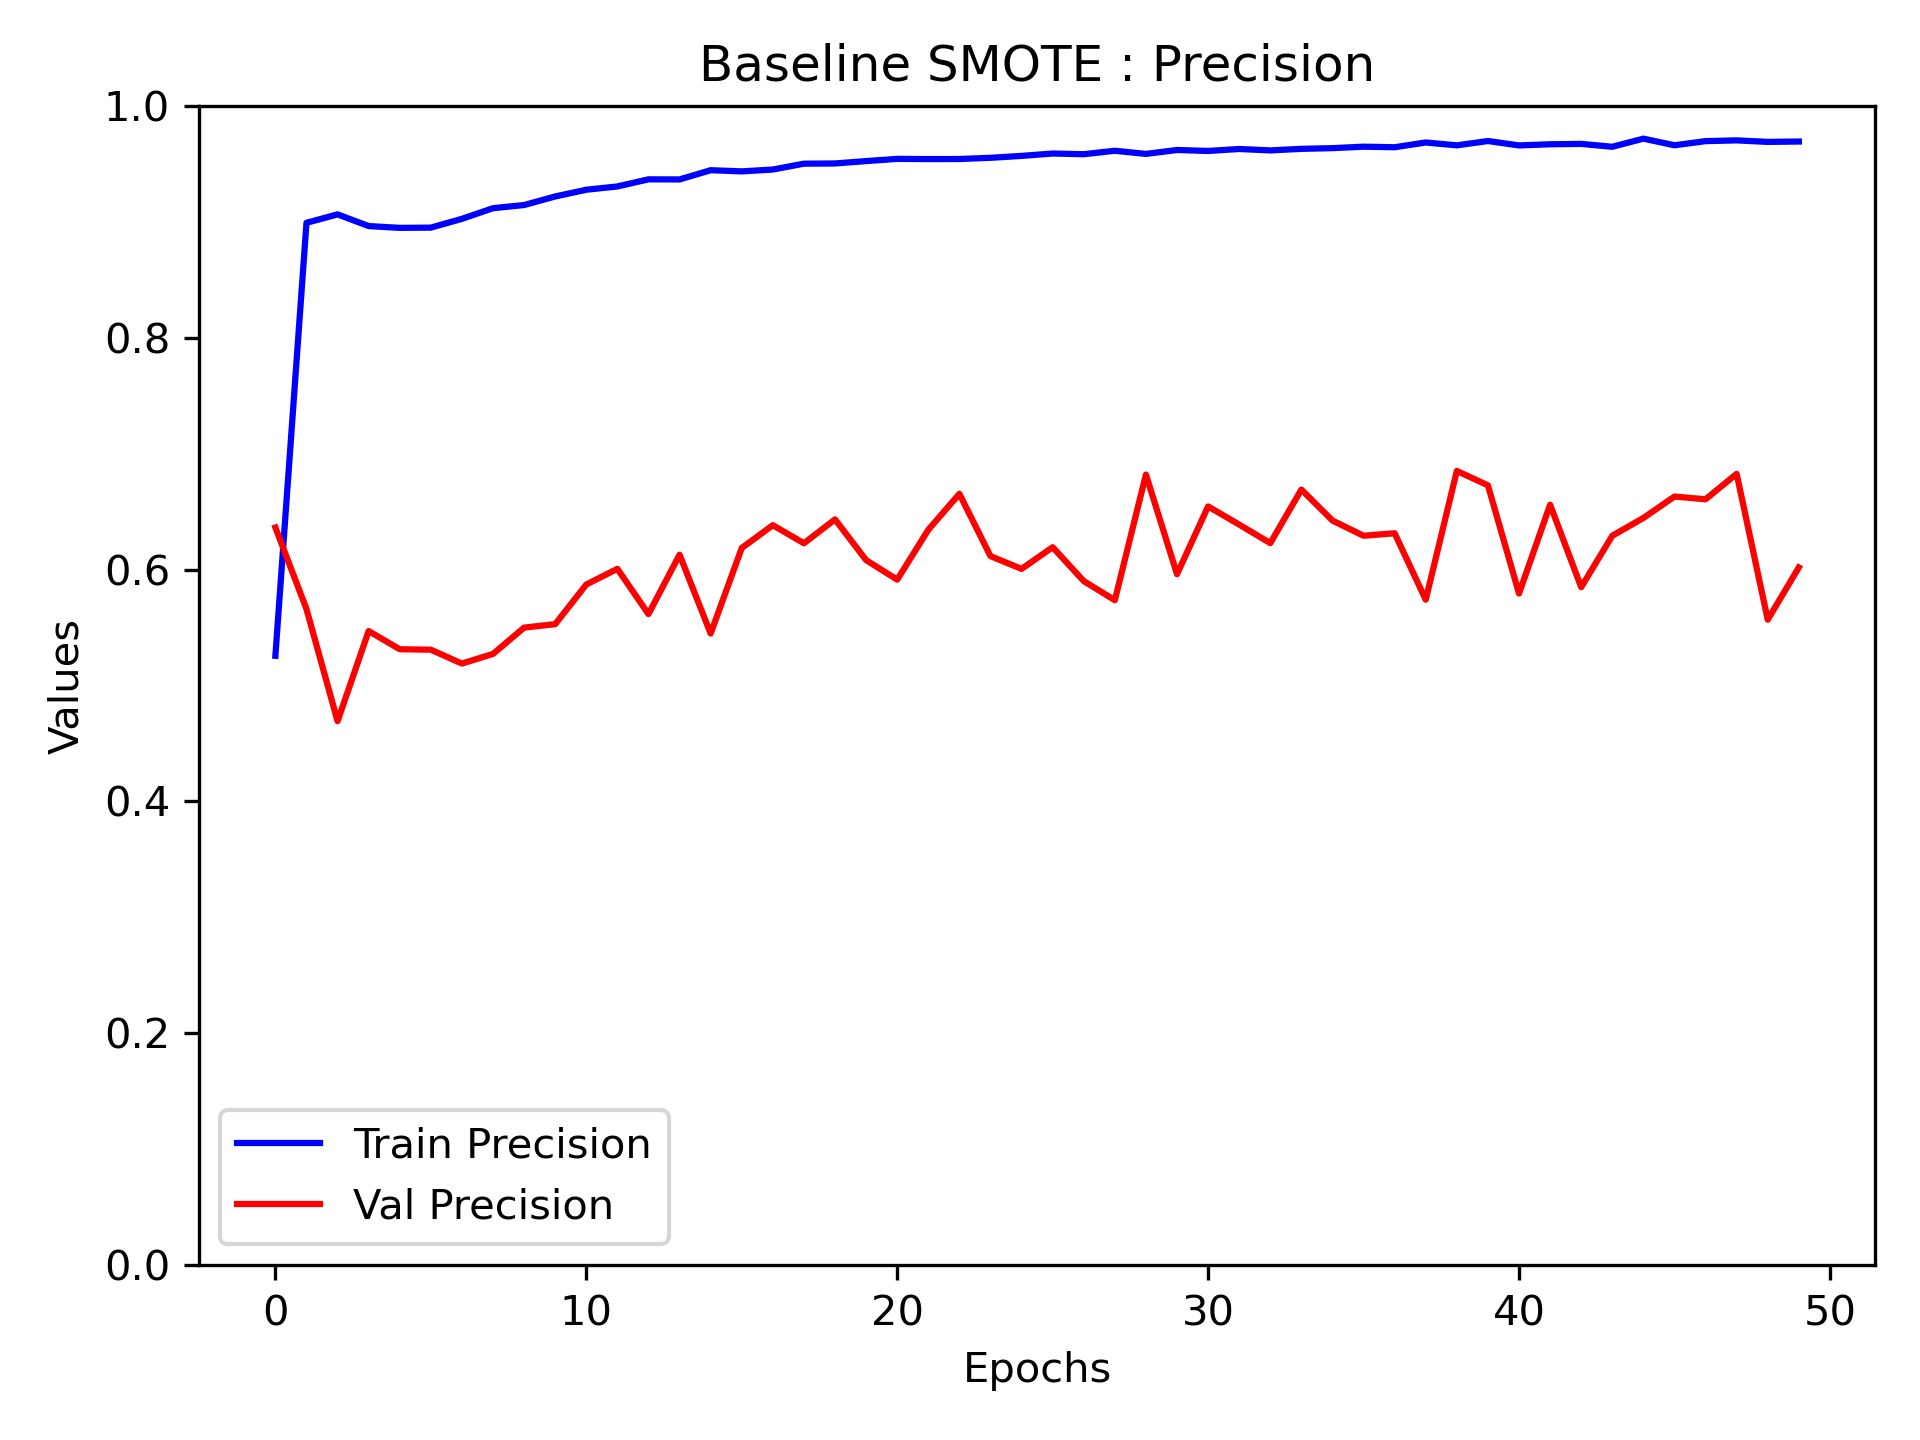 Baseline SMOTE : Precision
1.0
0.8
0.6
0.4
0.2
0.0
Values
Train Precision
Val Precision
0 10 20 30 40 50
Epochs